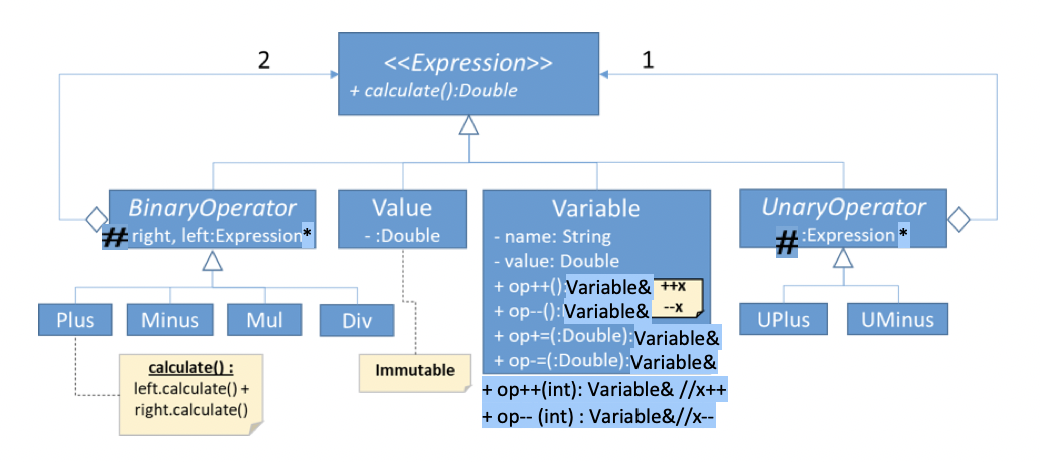 2
1
<<Expression>>
+ calculate():Double
BinaryOperator
# right, left:Expression*
Value
- :Double
Variable
- name: String
- value: Double
+ op++():Variable& ++x
+ op--(): Variable& --x
+ op+=(:Double):Variable&
+ op-=(:Double):Variable&
+ op++(int): Variable& //x++
+ op-- (int) : Variable&//x--
UnaryOperator
# :Expression *
Plus
Minus
Mul
Div
UPlus
UMinus
calculate() :
left.calculate() +
right.calculate()
Immutable